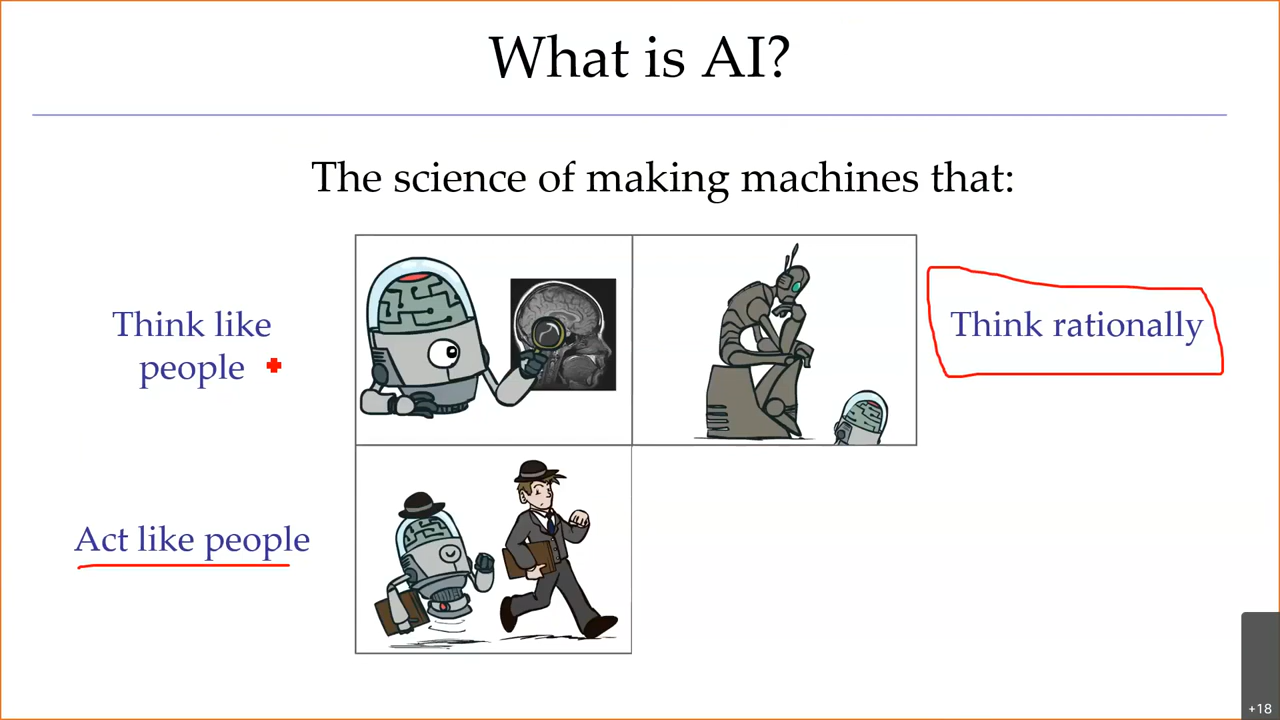 What is AI?
The science of making machines that:
Think like
people
Think rationally
Act like people
+18